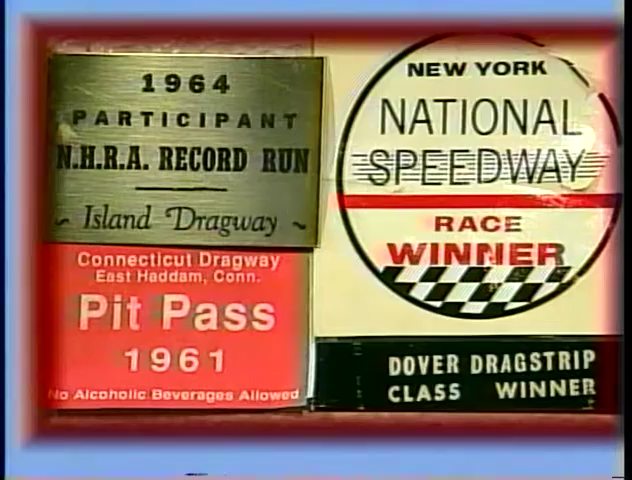 1964
PARTICIPANT
N.H.R.A. RECORD RUN
~ Island Dragway ~
Connecticut Dragway
East Haddam, Conn.
Pit Pass
1961
No Alcoholic Beverages Allowed
NEW YORK
NATIONAL
SPEEDWAY
RACE
WINNER
DOVER DRAGSTRIP
CLASS WINNER